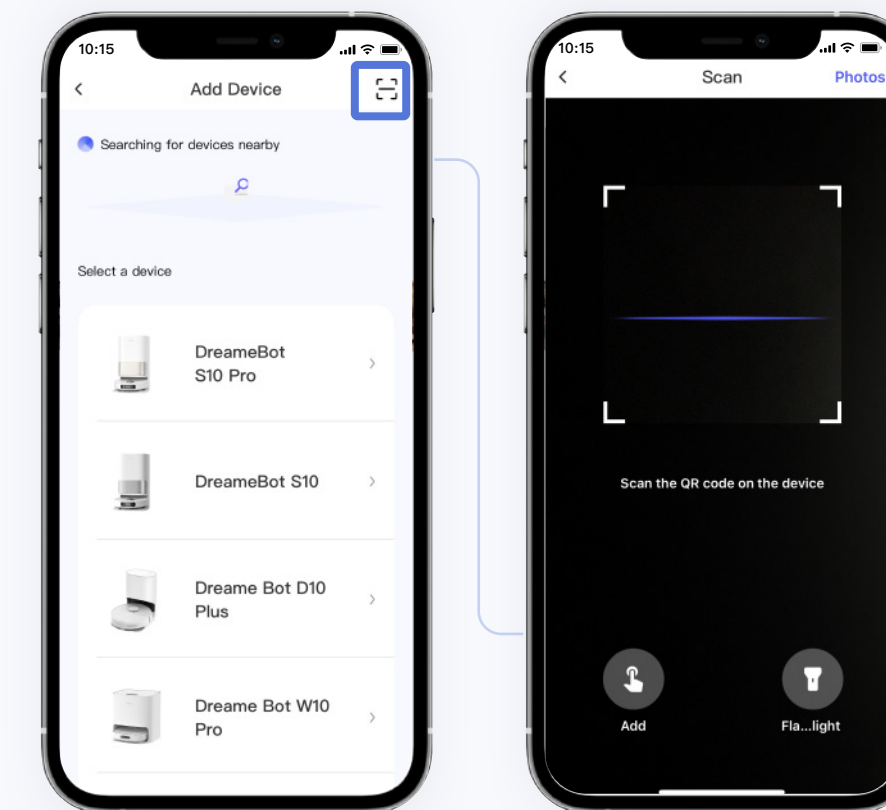 10:15
Add Device
Searching for devices nearby
Select a device
DreameBot
S10 Pro
DreameBot S10
Dreame Bot D10
Plus
Dreame Bot W10
Pro
10:15
Scan
Photos
Scan the QR code on the device
Add
Fla...light